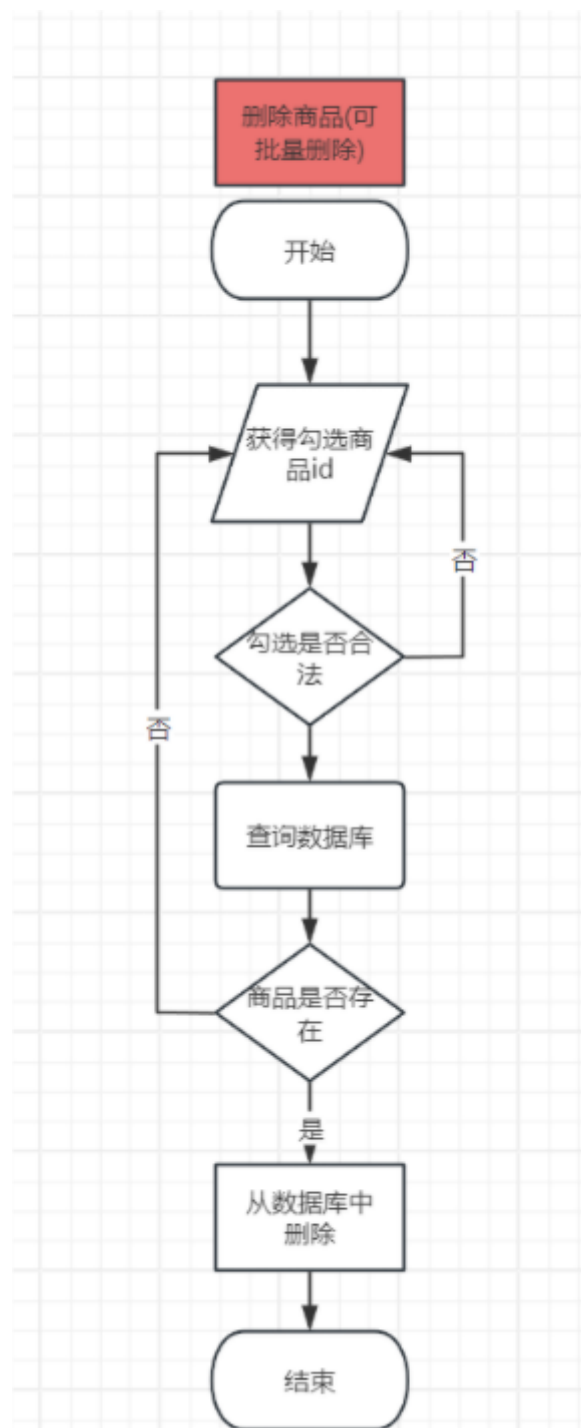 删除商品(可
批量删除)
开始
获得勾选商
品id
否
勾选是否合
法
否
查询数据库
商品是否存
在
是
从数据库中
删除
结束